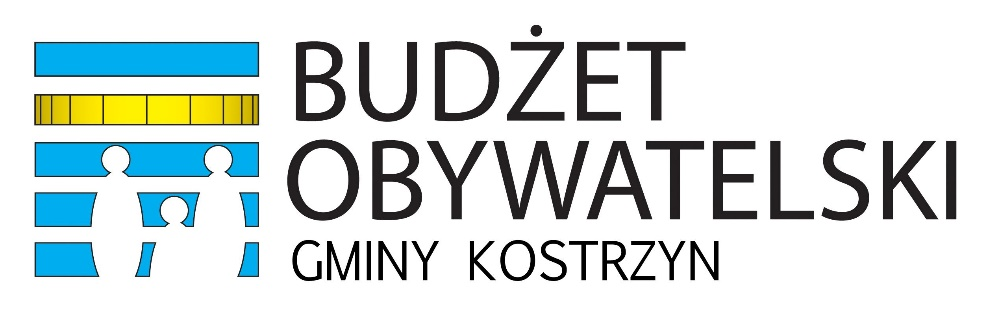 BUDŻET
OBYWATELSKI
GMINY KOSTRZYN